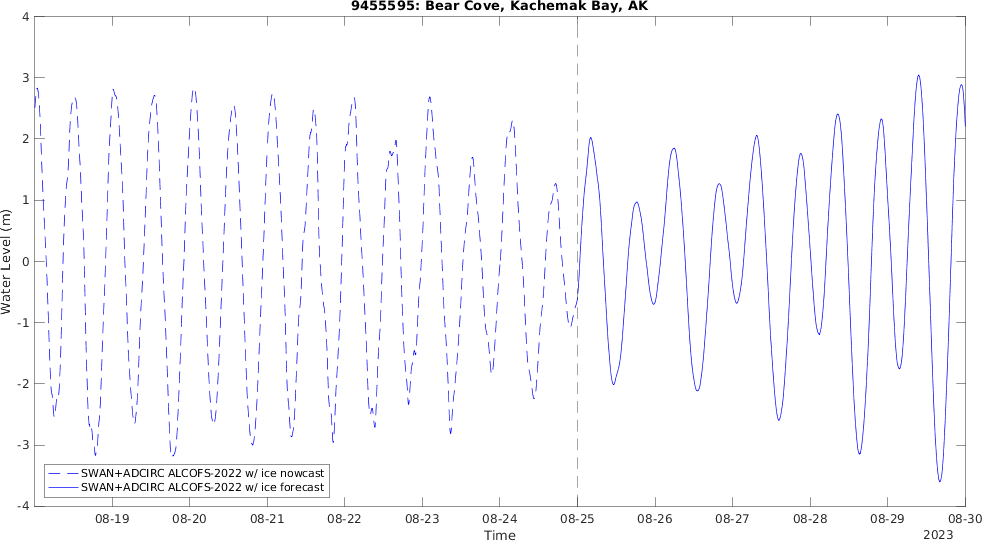 9455595: Bear Cove, Kachemak Bay, AK
4
3
2
1
0
-1
-2
-3
-4
Water Level (m)
SWAN+ADCIRC ALCOFS-2022 w/ ice nowcast
SWAN+ADCIRC ALCOFS-2022 w/ ice forecast
08-19 08-20 08-21 08-22 08-23 08-24 08-25 08-26 08-27 08-28 08-29 08-30
Time 2023